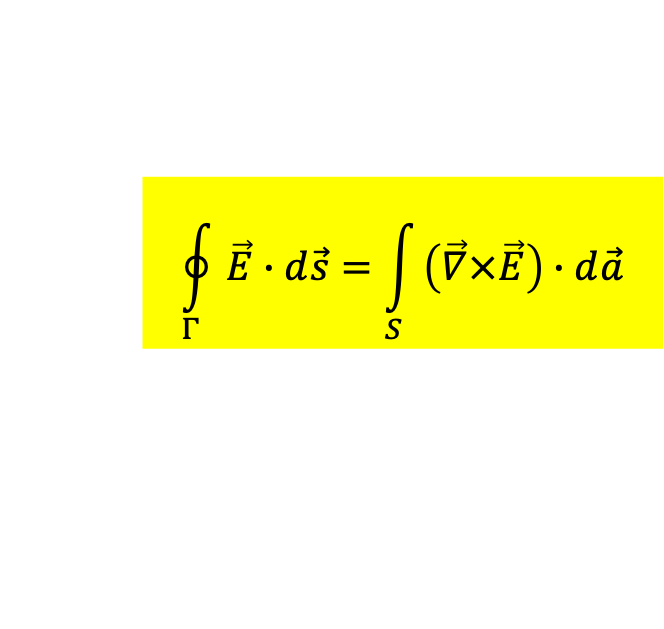 ∮_Γ E⃗ · ds⃗ = ∫_S (∇⃗×E⃗) · da⃗